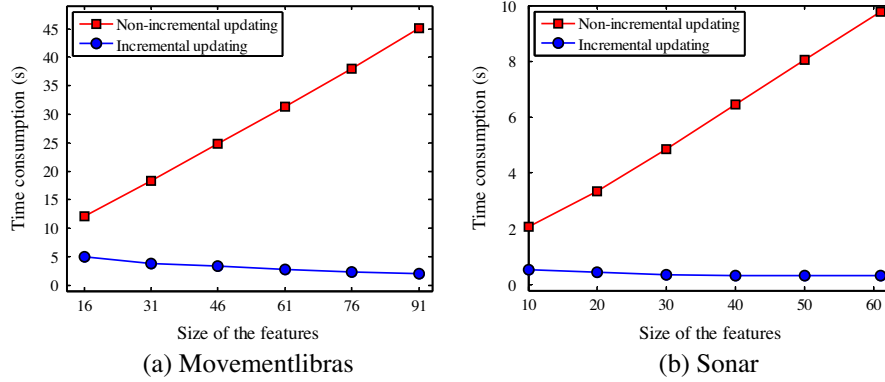 Non-incremental updating
Incremental updating
Time consumption (s)
45
40
35
30
25
20
15
10
5
0
16 31 46 61 76 91
Size of the features
(a) Movementlibras
Non-incremental updating
Incremental updating
Time consumption (s)
10
8
6
4
2
0
10 20 30 40 50 60
Size of the features
(b) Sonar